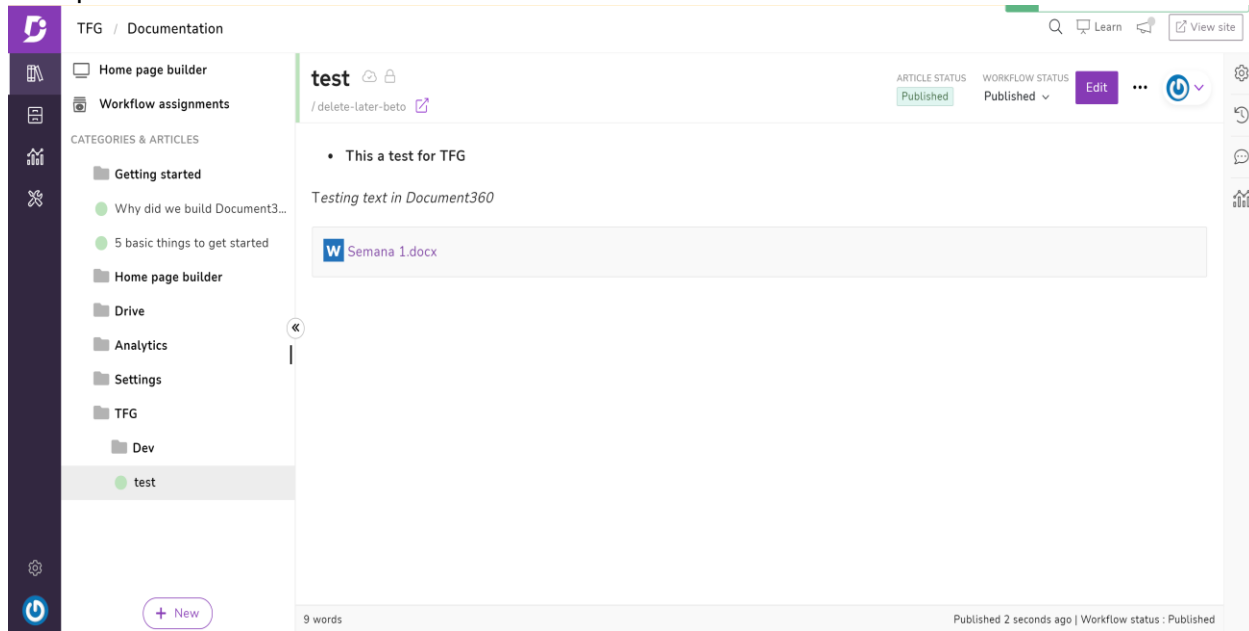 TFG / Documentation
Learn
View site
Home page builder
Workflow assignments
CATEGORIES & ARTICLES
Getting started
Why did we build Document3...
5 basic things to get started
Home page builder
Drive
Analytics
Settings
TFG
Dev
test
+ New
test
/ delete-later-beto
ARTICLE STATUS
Published
WORKFLOW STATUS
Published
Edit
• This a test for TFG
Testing text in Document360
W Semana 1.docx
9 words
Published 2 seconds ago | Workflow status : Published